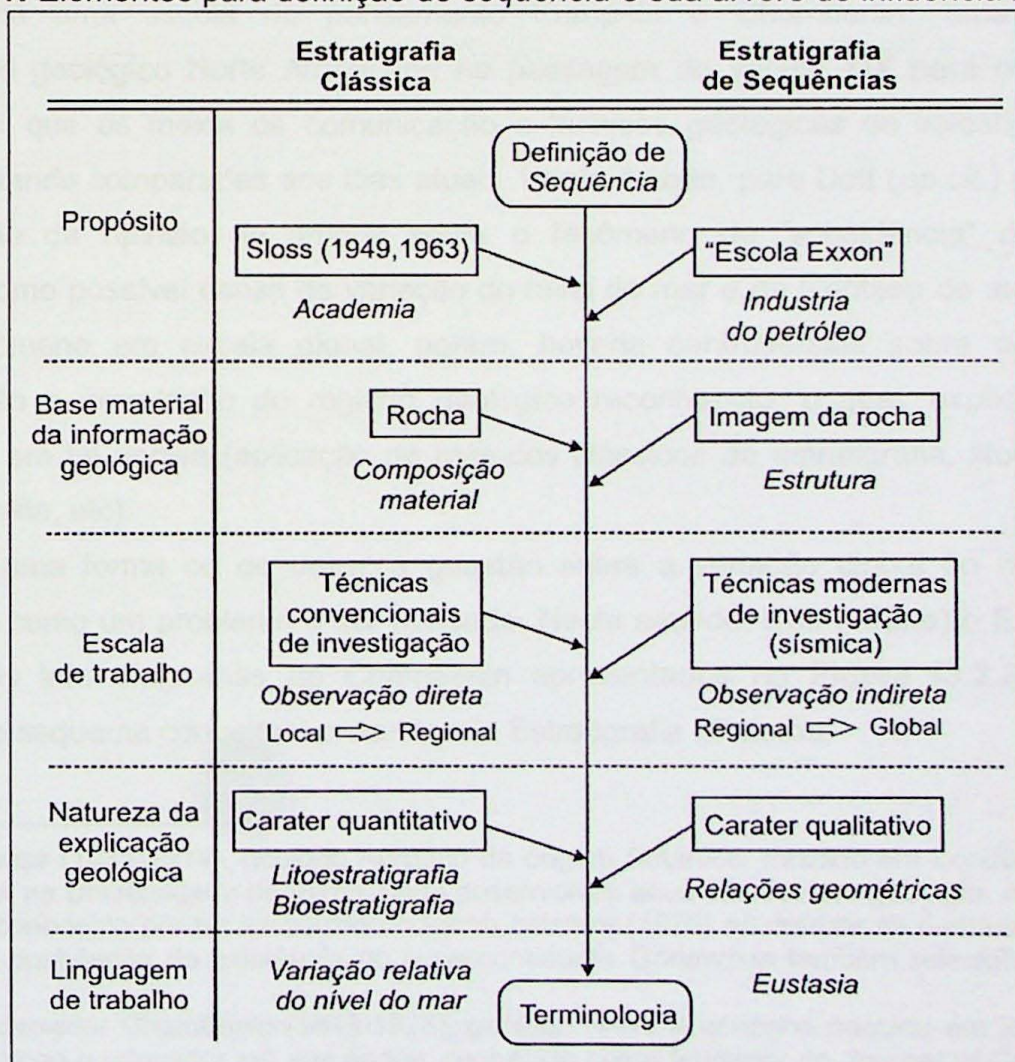 Estratigrafia
Clássica
Estratigrafia
de Sequências
Definição de
Sequência
Propósito
Sloss (1949,1963)
Academia
"Escola Exxon"
Industria
do petróleo
Base material
da informação
geológica
Rocha
Composição
material
Imagem da rocha
Estrutura
Escala
de trabalho
Técnicas
convencionais
de investigação
Observação direta
Local ⇒ Regional
Técnicas modernas
de investigação
(sísmica)
Observação indireta
Regional ⇒ Global
Natureza da
explicação
geológica
Carater quantitativo
Litoestratigrafia
Bioestratigrafia
Carater qualitativo
Relações geométricas
Linguagem
de trabalho
Variação relativa
do nível do mar
Terminologia
Eustasia